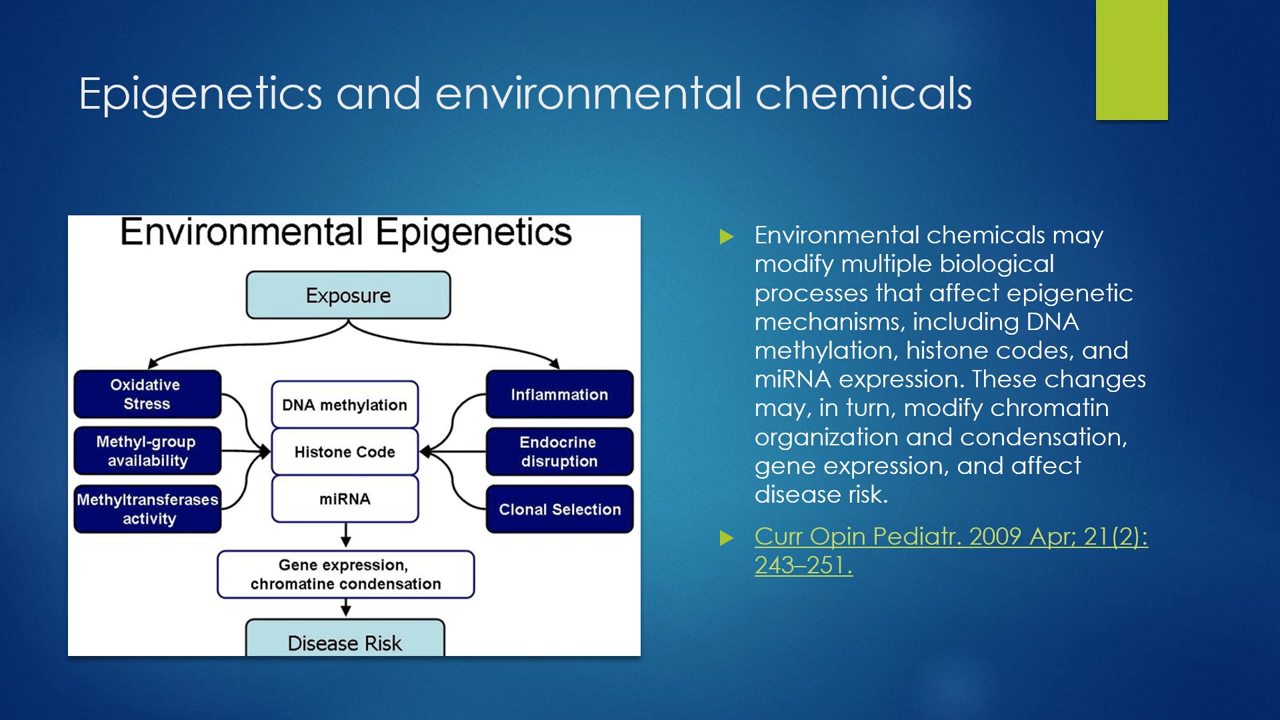 Epigenetics and environmental chemicals
Environmental Epigenetics
Exposure
Oxidative
Stress
Methyl-group
availability
Methyltransferases
activity
DNA methylation
Histone Code
miRNA
Inflammation
Endocrine
disruption
Clonal Selection
Gene expression,
chromatine condensation
Disease Risk
Environmental chemicals may
modify multiple biological
processes that affect epigenetic
mechanisms, including DNA
methylation, histone codes, and
miRNA expression. These changes
may, in turn, modify chromatin
organization and condensation,
gene expression, and affect
disease risk.
Curr Opin Pediatr. 2009 Apr; 21(2):
243–251.